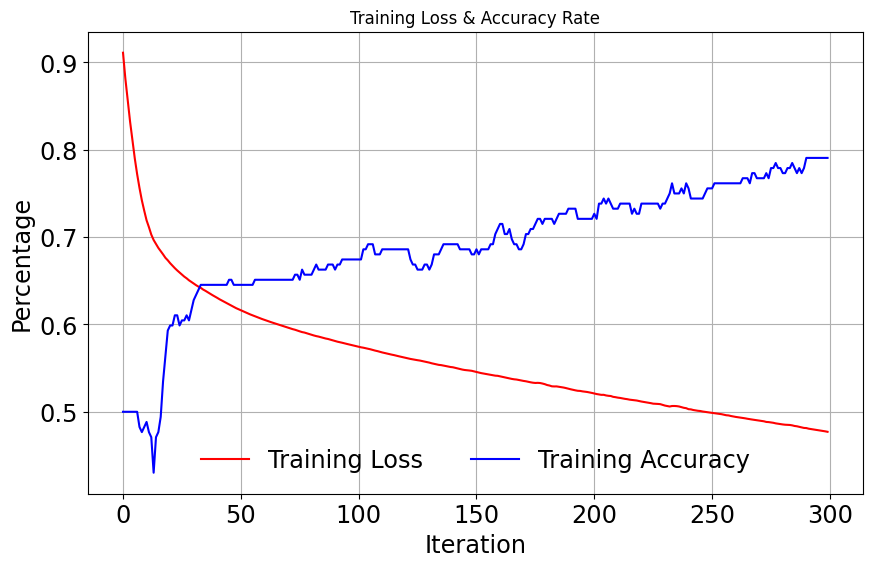 Training Loss & Accuracy Rate
Percentage
0.9
0.8
0.7
0.6
0.5
Training Loss Training Accuracy
0 50 100 150 200 250 300
Iteration